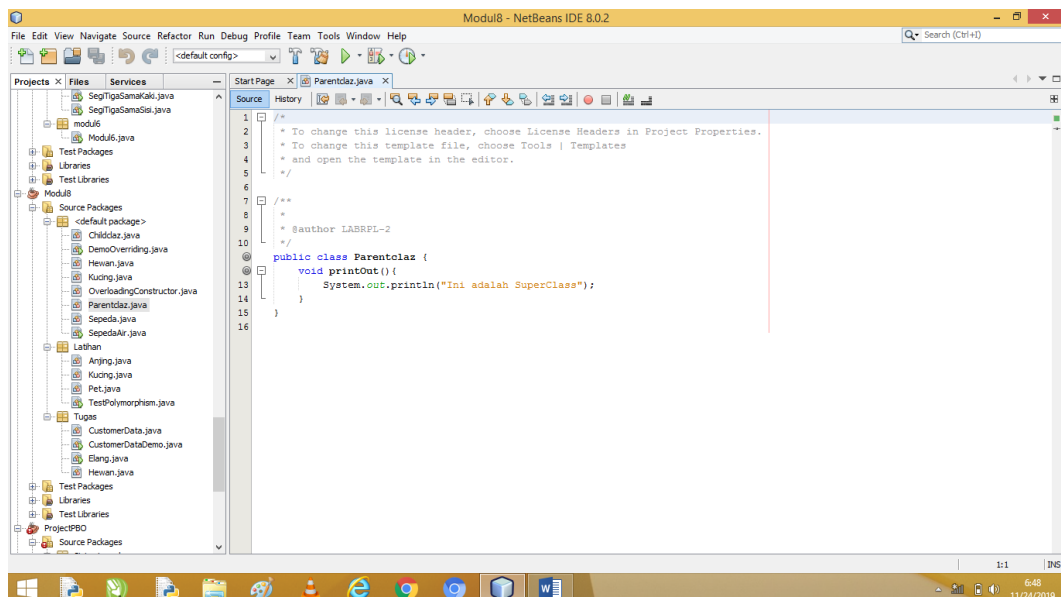 Modul8 - NetBeans IDE 8.0.2
File Edit View Navigate Source Refactor Run Debug Profile Team Tools Window Help
Search (Ctrl+I)
<default config>
Projects Files Services
Start Page Parentclaz.java
Source History
SegiTigaSamaKaki.java
SegiTigaSamaSisi.java
modul6
Modul6.java
Test Packages
Libraries
Test Libraries
Modul8
Source Packages
<default package>
Childclaz.java
DemoOverriding.java
Hewan.java
Kucing.java
OverloadingConstructor.java
Parentclaz.java
Sepeda.java
SepedaAir.java
Latihan
Anjing.java
Kucing.java
Pet.java
TestPolymorphism.java
Tugas
CustomerData.java
CustomerDataDemo.java
Elang.java
Hewan.java
Test Packages
Libraries
Test Libraries
ProjectPBO
Source Packages
1 /*
2 * To change this license header, choose License Headers in Project Properties.
3 * To change this template file, choose Tools | Templates
4 * and open the template in the editor.
5 */
6
7 /**
8 *
9 * @author LABRPL-2
10 */
public class Parentclaz {
void printOut(){
13 System.out.println("Ini adalah SuperClass");
14 }
15 }
16
1:1 INS
6:48
11/24/2019